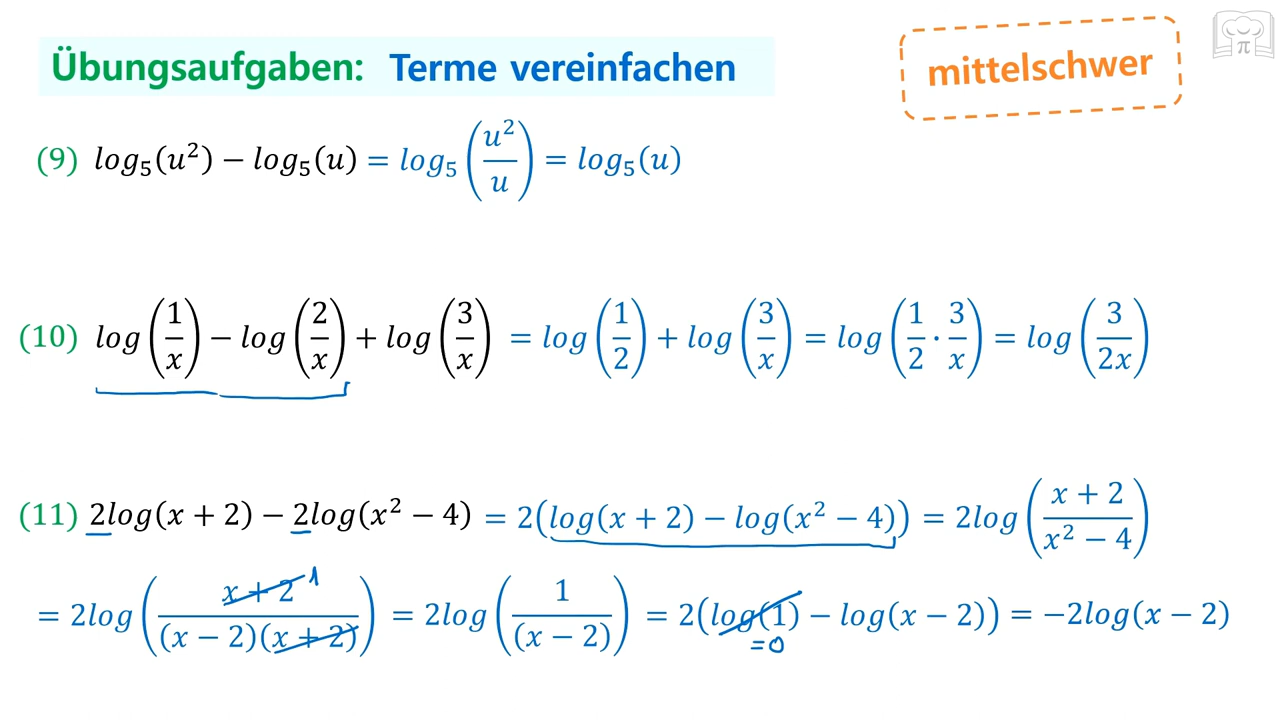 Übungsaufgaben: Terme vereinfachen
mittelschwer
π
(9) log₅(u²) − log₅(u) = log₅(u²/u) = log₅(u)
(10) log(1/x) − log(2/x) + log(3/x) = log(1/2) + log(3/x) = log(1/2 · 3/x) = log(3/2x)
(11) 2log(x + 2) − 2log(x² − 4) = 2(log(x + 2) − log(x² − 4)) = 2log((x + 2)/(x² − 4))
= 2log((x + 2)/((x − 2)(x + 2))) 1 = 2log(1/(x − 2)) = 2(log(1) − log(x − 2)) = −2log(x − 2)
=0